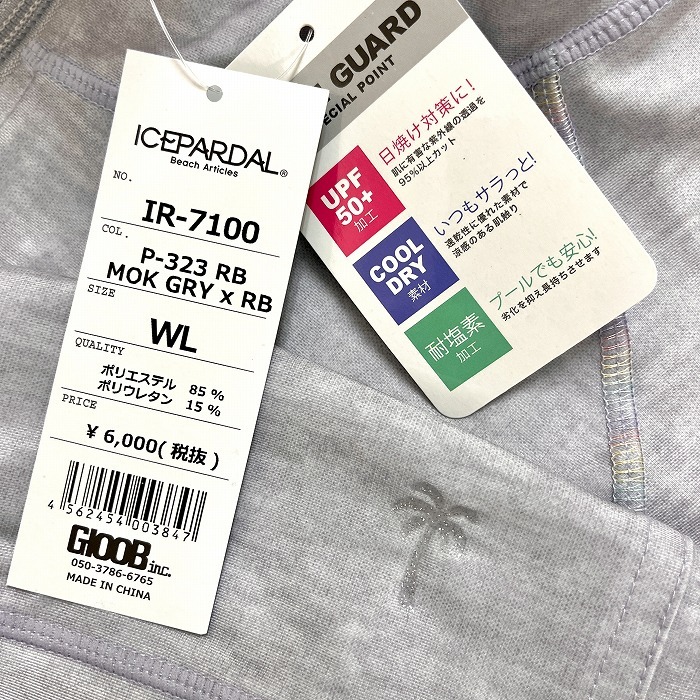 ICEPARDAL®
Beach Articles
NO.
IR-7100
COL.
P-323 RB
MOK GRY x RB
SIZE
WL
QUALITY
ポリエステル 85 %
ポリウレタン 15 %
PRICE
¥ 6,000(税抜)
4 562454 003847
GlOOB.inc.
050-3786-6765
MADE IN CHINA
GUARD
POINT
UPF
50+
加工
日焼け対策に!
肌に有害な紫外線の透過を
95%以上カット
COOL
DRY
素材
いつもサラっと!
速乾性に優れた素材で
涼感のある肌触り
耐塩素
加工
プールでも安心!
劣化を抑え長持ちさせます